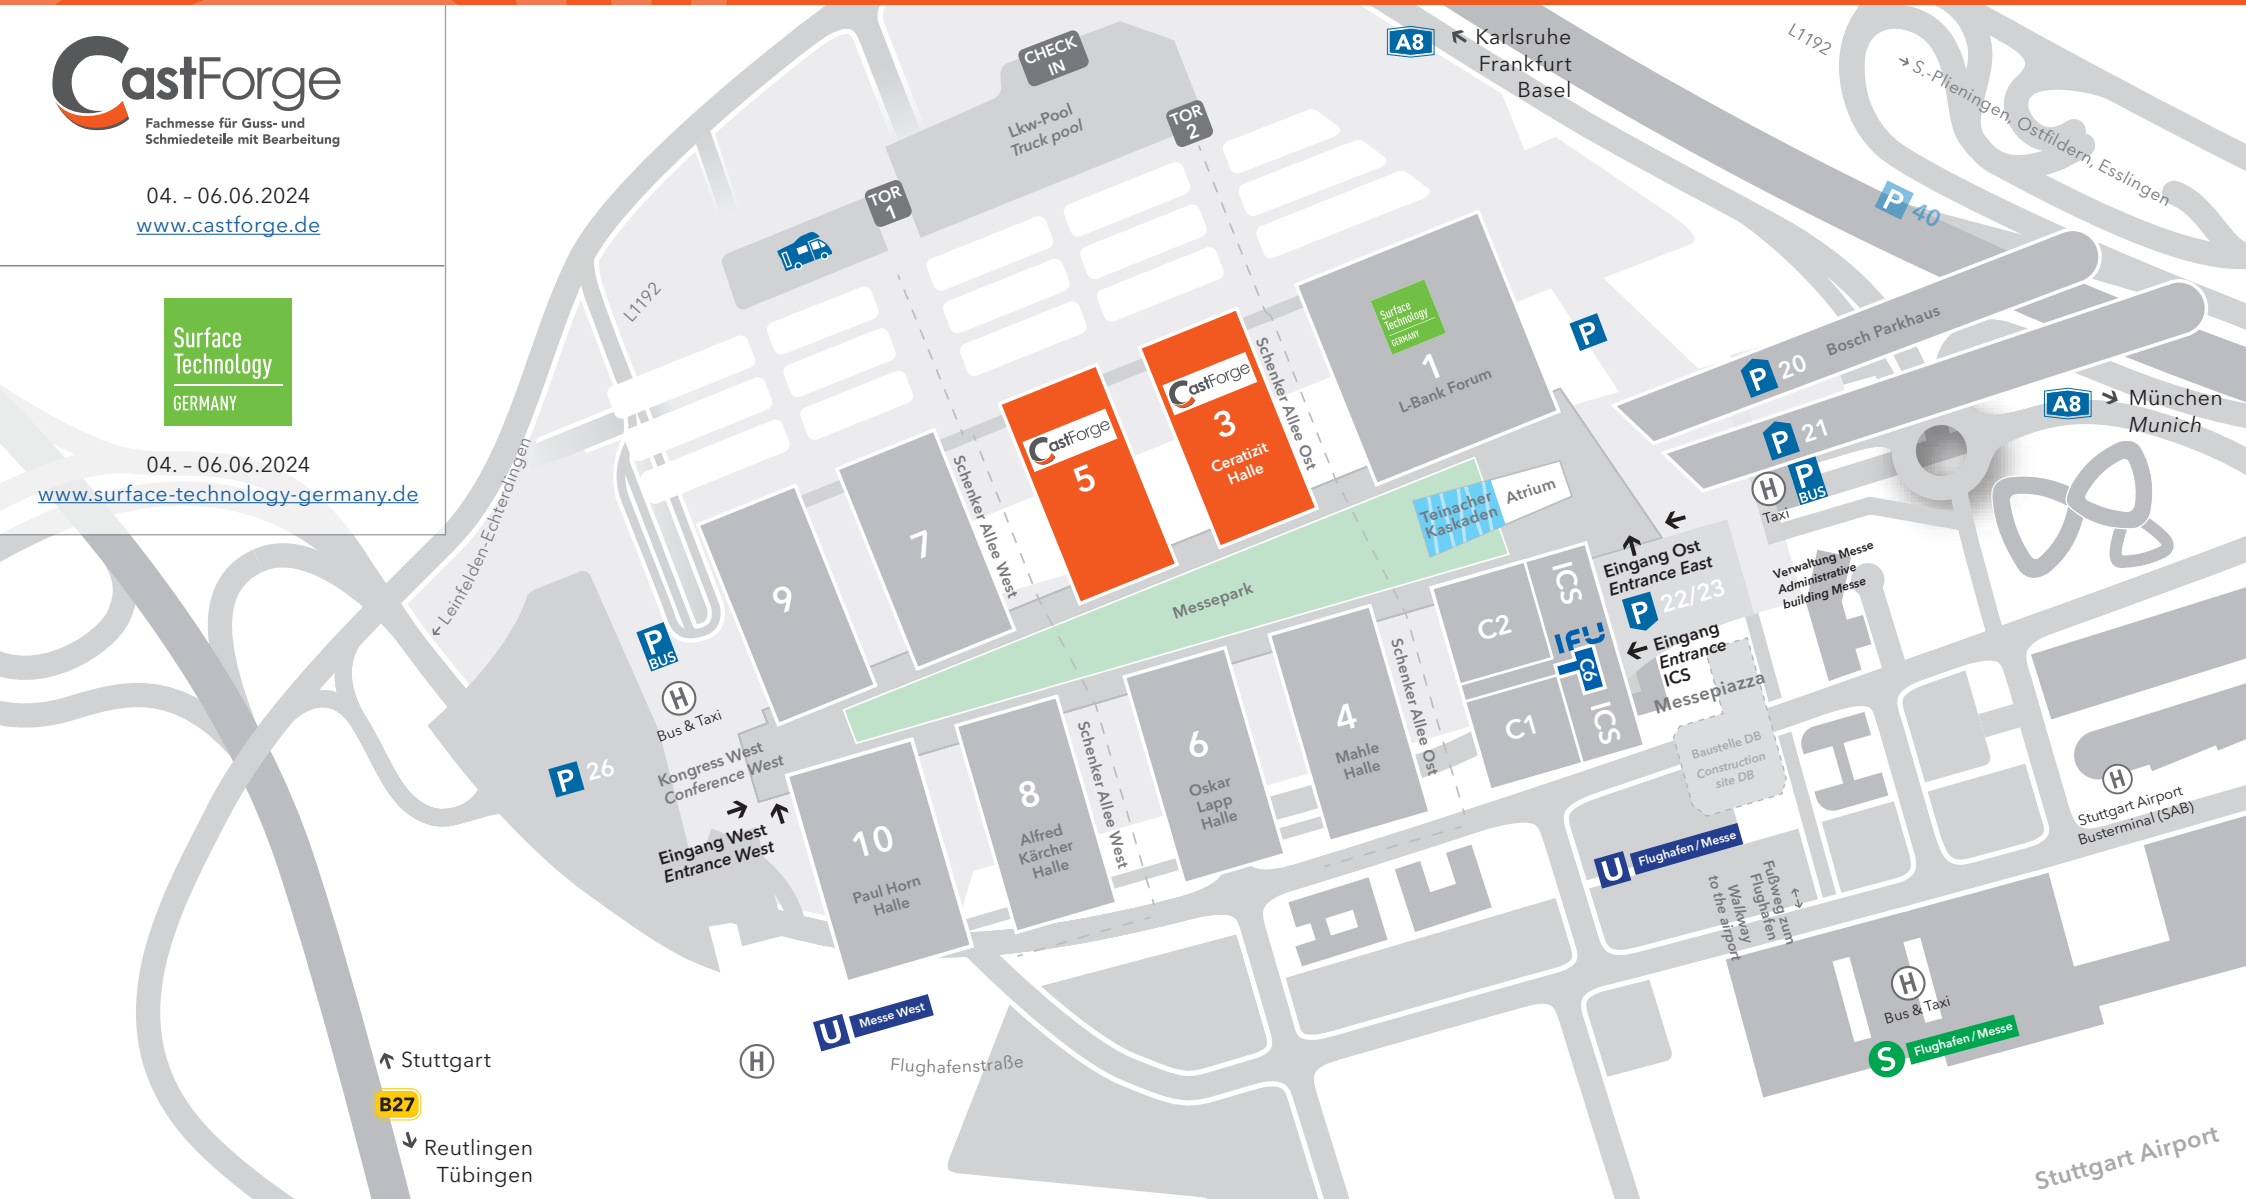 CastForge
Fachmesse für Guss- und
Schmiedeteile mit Bearbeitung
04. – 06.06.2024
www.castforge.de
Surface
Technology
GERMANY
04. – 06.06.2024
www.surface-technology-germany.de
CHECK
IN
Lkw-Pool
Truck pool
TOR
1
TOR
2
A8
Karlsruhe
Frankfurt
Basel
L1192
S.-Plieningen, Ostfildern, Esslingen
P 40
L1192
Leinfelden-Echterdingen
Surface
Technology
GERMANY
1
L-Bank Forum
CastForge
3
Ceratizit
Halle
CastForge
5
7
9
Schenker Allee West
Schenker Allee Ost
P
P 20
Bosch Parkhaus
P 21
A8
München
Munich
H
Taxi
P
BUS
Teinacher
Kaskaden
Atrium
Messepark
Eingang Ost
Entrance East
P 22/23
Verwaltung Messe
Administrative
building Messe
Eingang
Entrance
ICS
Messepiazza
Baustelle DB
Construction
site DB
C2
ICS
IFU
C6
C1
ICS
4
Mahle
Halle
Schenker Allee Ost
6
Oskar
Lapp
Halle
Schenker Allee West
8
Alfred
Kärcher
Halle
10
Paul Horn
Halle
P
BUS
H
Bus & Taxi
Kongress West
Conference West
P 26
Eingang West
Entrance West
U Messe West
H
Flughafenstraße
U Flughafen / Messe
Fußweg zum
Flughafen
Walkway
to the airport
H
Stuttgart Airport
Busterminal (SAB)
H
Bus & Taxi
S Flughafen / Messe
Stuttgart Airport
Stuttgart
B27
Reutlingen
Tübingen